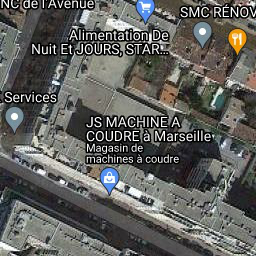 NC de l'Avenue
SMC RÉNOV
Alimentation De
Nuit Et JOURS, STAR...
Services
JS MACHINE A
COUDRE à Marseille
Magasin de
machines à coudre